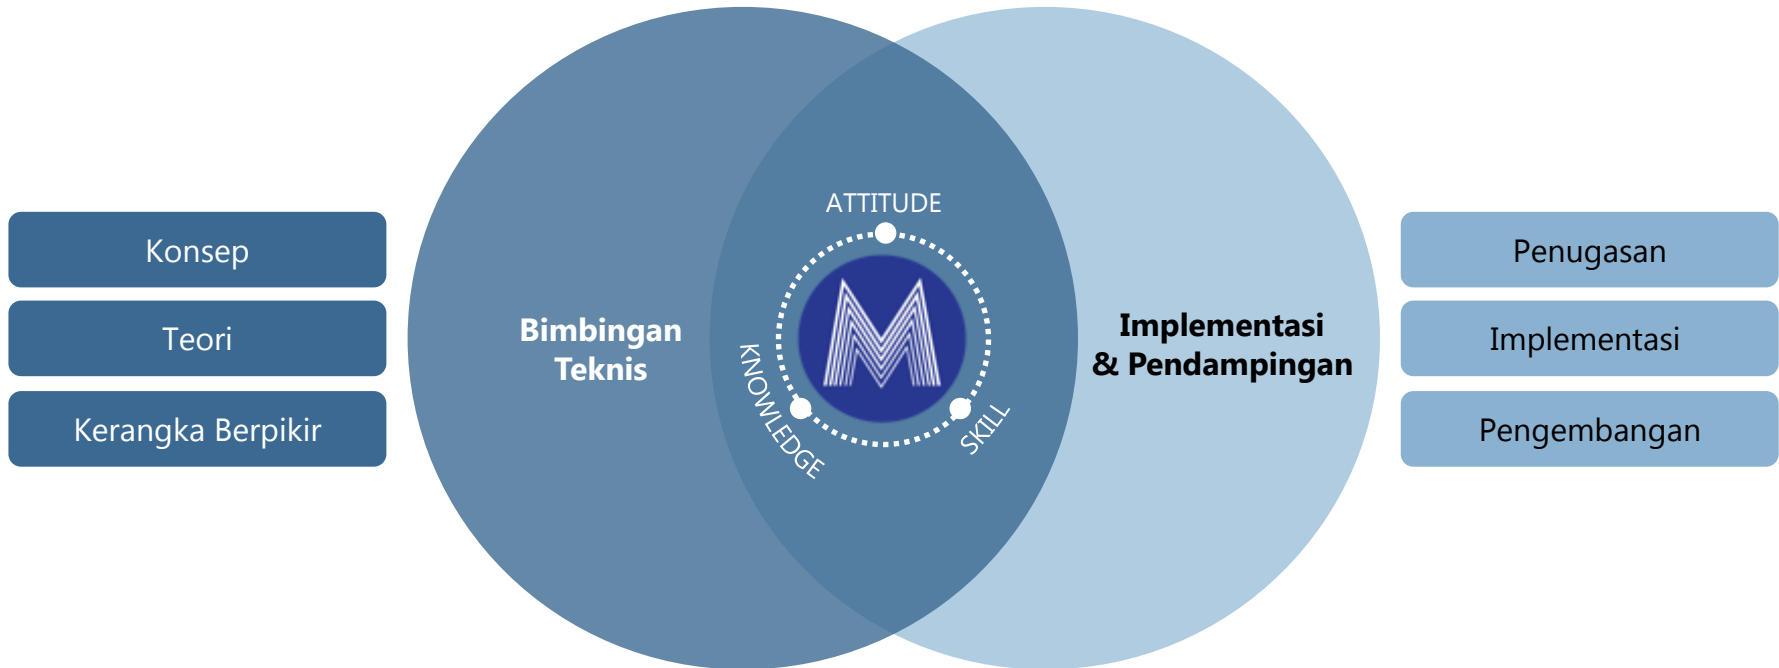 Konsep
Teori
Kerangka Berpikir
Bimbingan
Teknis
ATTITUDE
KNOWLEDGE
SKILL
M
Implementasi
& Pendampingan
Penugasan
Implementasi
Pengembangan